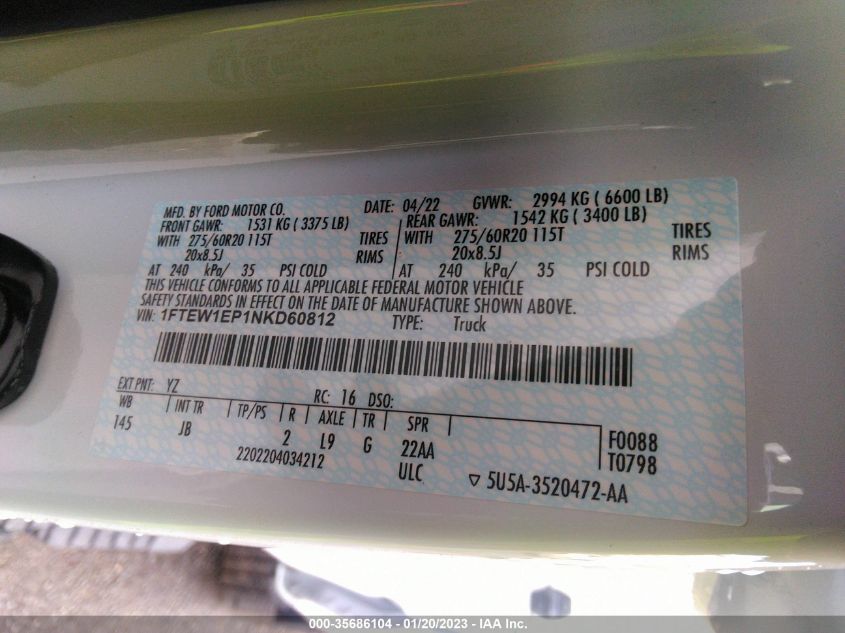 MFD. BY FORD MOTOR CO. DATE: 04/22 GVWR: 2994 KG ( 6600 LB)
FRONT GAWR: 1531 KG ( 3375 LB) REAR GAWR: 1542 KG ( 3400 LB)
WITH 275/60R20 115T TIRES WITH 275/60R20 115T TIRES
20x8.5J RIMS 20x8.5J RIMS
AT 240 kPa/ 35 PSI COLD AT 240 kPa/ 35 PSI COLD
THIS VEHICLE CONFORMS TO ALL APPLICABLE FEDERAL MOTOR VEHICLE
SAFETY STANDARDS IN EFFECT ON THE DATE OF MANUFACTURE SHOWN ABOVE.
VIN: 1FTEW1EP1NKD60812 TYPE: Truck
EXT PNT: YZ RC: 16 DSO:
WB INT TR TP/PS R AXLE TR SPR
145 JB 2 L9 G 22AA F0088
2202204034212 ULC T0798
▽ 5U5A-3520472-AA
000-35686104 — 01/20/2023 — IAA Inc.